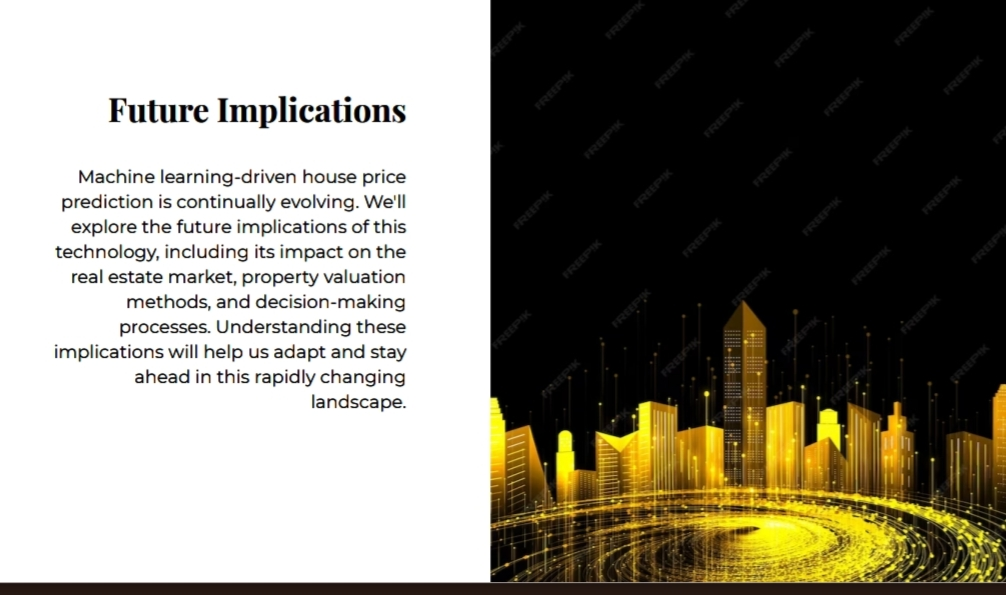 Future Implications
Machine learning-driven house price
prediction is continually evolving. We'll
explore the future implications of this
technology, including its impact on the
real estate market, property valuation
methods, and decision-making
processes. Understanding these
implications will help us adapt and stay
ahead in this rapidly changing
landscape.
FREEPIK